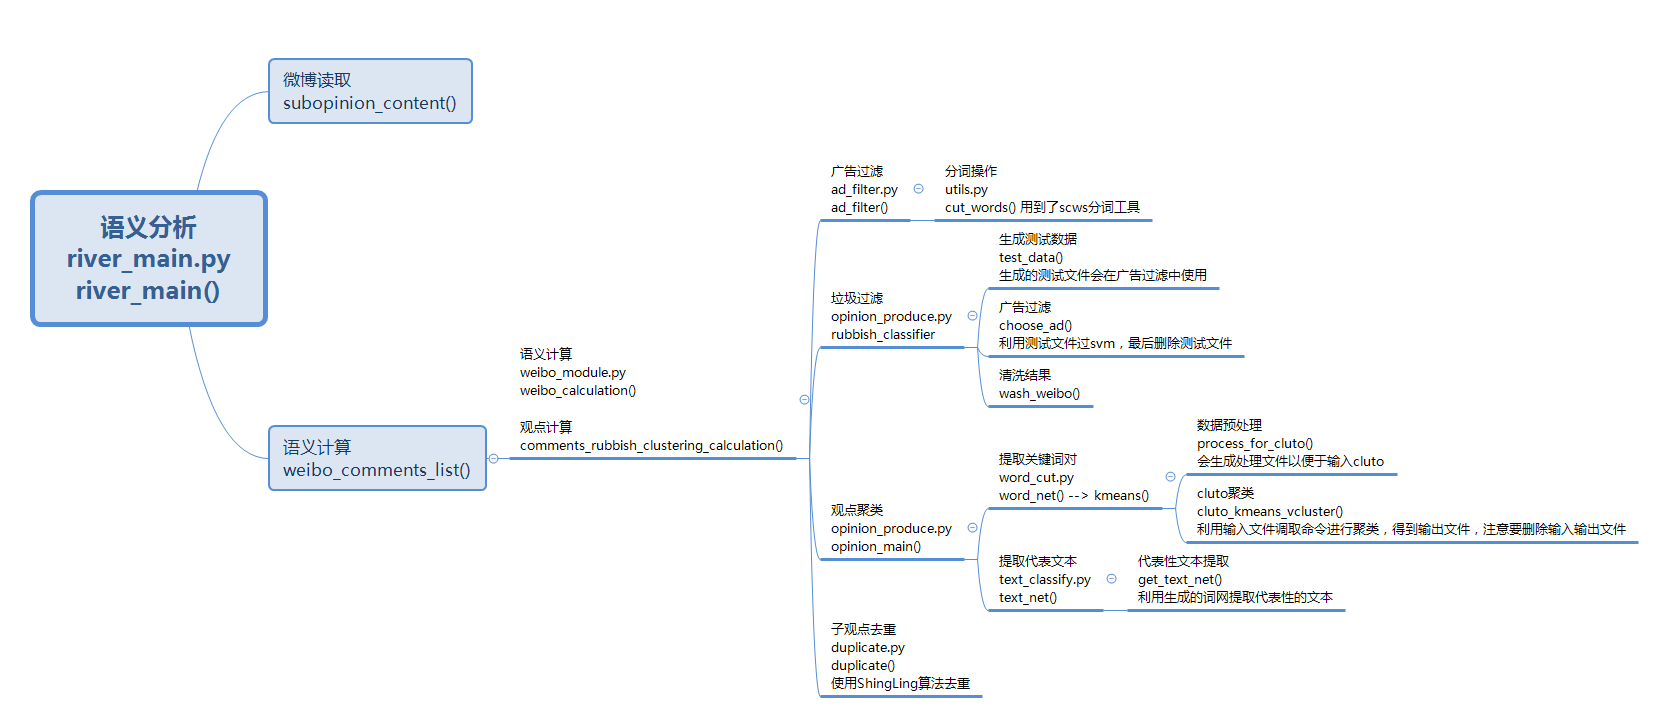 语义分析
river_main.py
river_main()
微博读取
subopinion_content()
语义计算
weibo_comments_list()
语义计算
weibo_module.py
weibo_calculation()
观点计算
comments_rubbish_clustering_calculation()
广告过滤
ad_filter.py
ad_filter()
分词操作
utils.py
cut_words() 用到了scws分词工具
垃圾过滤
opinion_produce.py
rubbish_classifier
生成测试数据
test_data()
生成的测试文件会在广告过滤中使用
广告过滤
choose_ad()
利用测试文件过svm，最后删除测试文件
清洗结果
wash_weibo()
观点聚类
opinion_produce.py
opinion_main()
提取关键词对
word_cut.py
word_net() --> kmeans()
数据预处理
process_for_cluto()
会生成处理文件以便于输入cluto
cluto聚类
cluto_kmeans_vcluster()
利用输入文件调取命令进行聚类，得到输出文件，注意要删除输入输出文件
提取代表文本
text_classify.py
text_net()
代表性文本提取
get_text_net()
利用生成的词网提取代表性的文本
子观点去重
duplicate.py
duplicate()
使用ShingLing算法去重